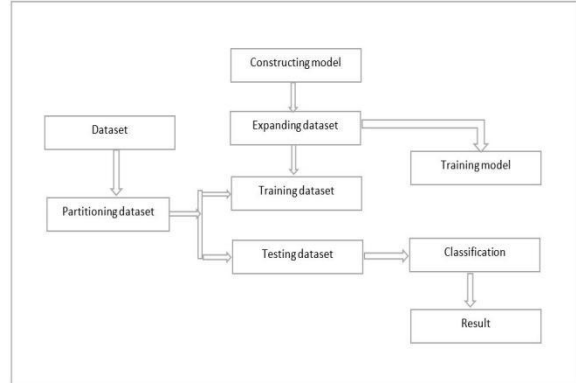 Constructing model
Dataset
Expanding dataset
Training model
Partitioning dataset
Training dataset
Testing dataset
Classification
Result